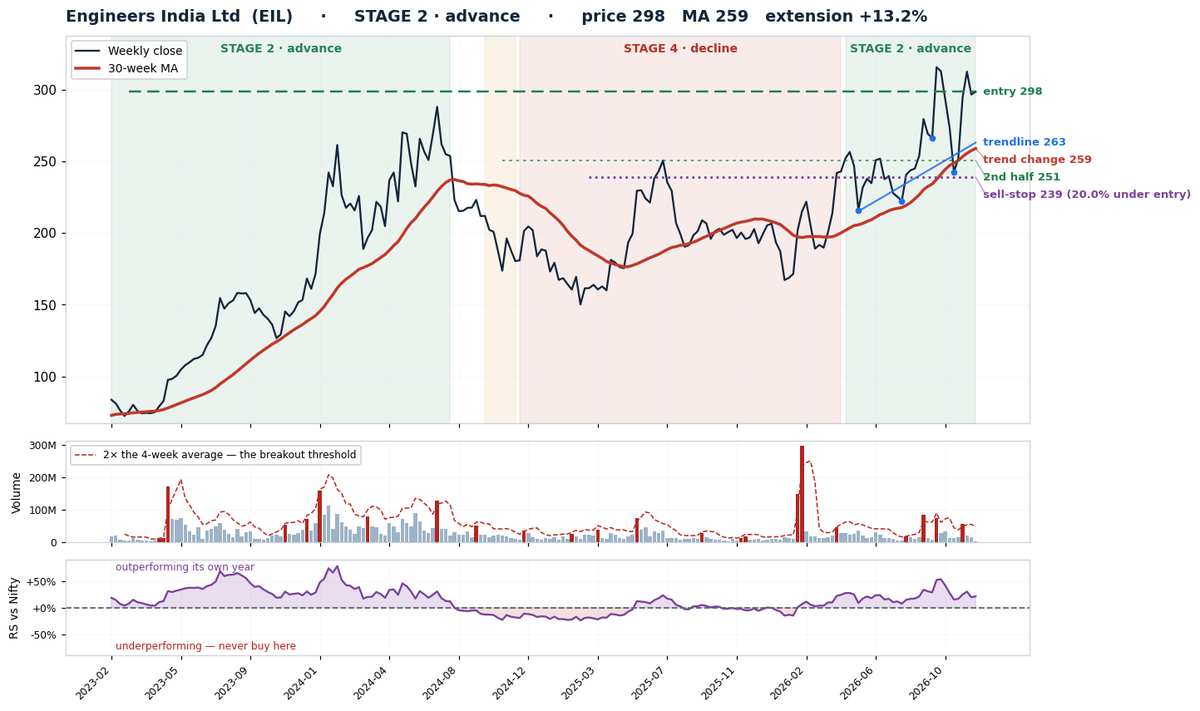 Engineers India Ltd (EIL) · STAGE 2 · advance · price 298 MA 259 extension +13.2%
Weekly close
30-week MA
STAGE 2 · advance
STAGE 4 · decline
STAGE 2 · advance
300
250
200
150
100
entry 298
trendline 263
trend change 259
2nd half 251
sell-stop 239 (20.0% under entry)
Volume
300M
200M
100M
0
2× the 4-week average — the breakout threshold
RS vs Nifty
+50%
+0%
-50%
outperforming its own year
underperforming — never buy here
2023-02
2023-05
2023-09
2024-01
2024-04
2024-08
2024-12
2025-03
2025-07
2025-11
2026-02
2026-06
2026-10